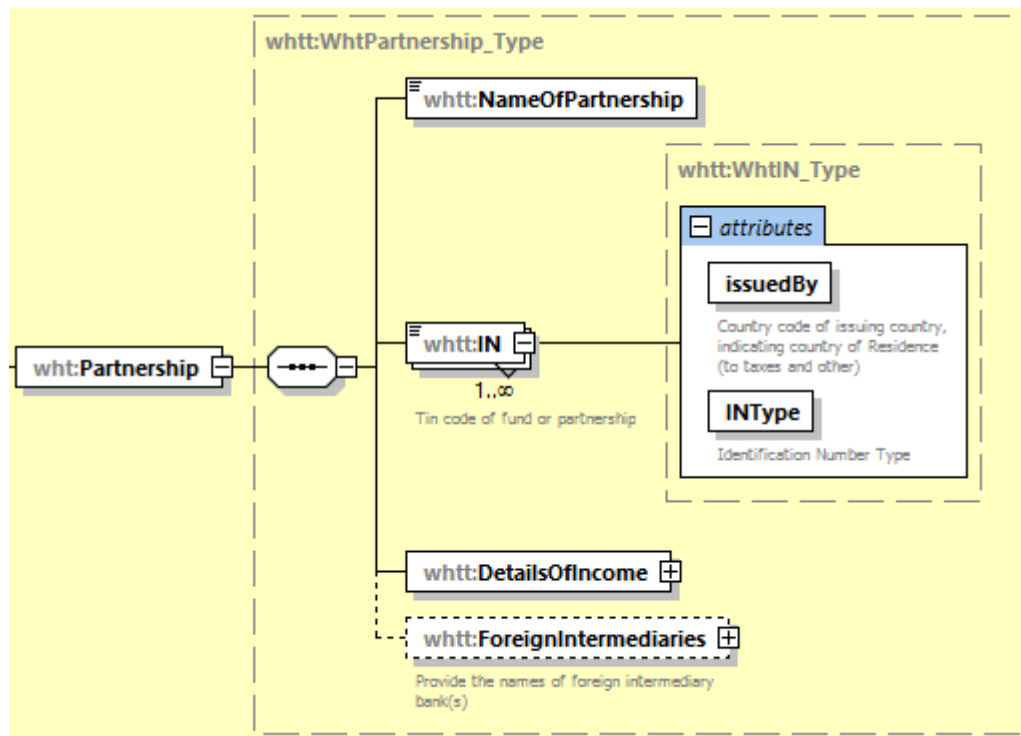 whtt:WhtPartnership_Type
whtt:NameOfPartnership
whtt:WhtIN_Type
attributes
issuedBy
Country code of issuing country,
indicating country of Residence
(to taxes and other)
whtt:IN
1..∞
Tin code of fund or partnership
wht:Partnership
INType
Identification Number Type
whtt:DetailsOfIncome
whtt:ForeignIntermediaries
Provide the names of foreign intermediary
bank(s)